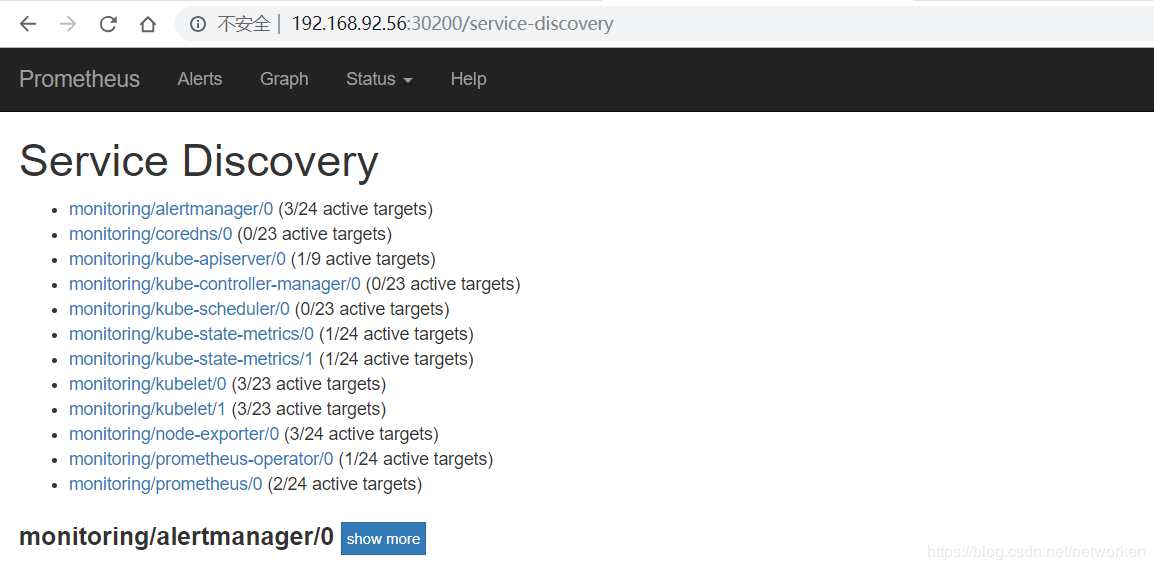 不安全 | 192.168.92.56:30200/service-discovery
Prometheus Alerts Graph Status Help
Service Discovery
monitoring/alertmanager/0 (3/24 active targets)
monitoring/coredns/0 (0/23 active targets)
monitoring/kube-apiserver/0 (1/9 active targets)
monitoring/kube-controller-manager/0 (0/23 active targets)
monitoring/kube-scheduler/0 (0/23 active targets)
monitoring/kube-state-metrics/0 (1/24 active targets)
monitoring/kube-state-metrics/1 (1/24 active targets)
monitoring/kubelet/0 (3/23 active targets)
monitoring/kubelet/1 (3/23 active targets)
monitoring/node-exporter/0 (3/24 active targets)
monitoring/prometheus-operator/0 (1/24 active targets)
monitoring/prometheus/0 (2/24 active targets)
monitoring/alertmanager/0 show more
https://blog.csdn.net/networken